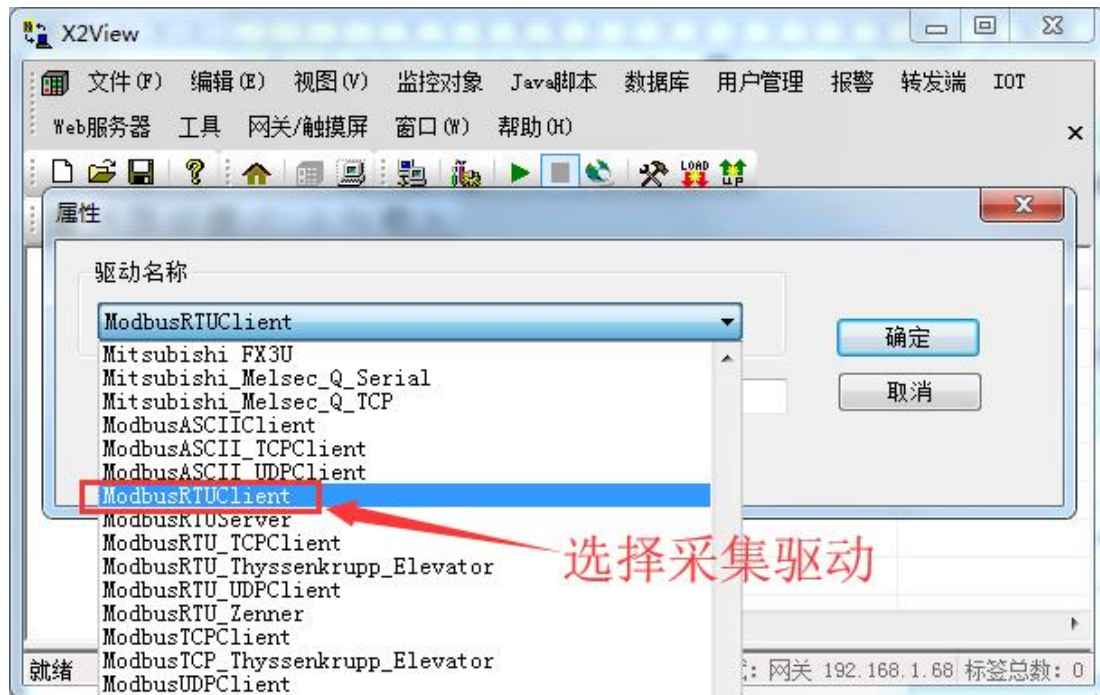 X2View
文件(F) 编辑(E) 视图(V) 监控对象 Java脚本 数据库 用户管理 报警 转发端 IOT
Web服务器 工具 网关/触摸屏 窗口(W) 帮助(H)
LOAD
UP
属性
驱动名称
ModbusRTUClient
确定
取消
Mitsubishi FX3U
Mitsubishi_Melsec_Q_Serial
Mitsubishi_Melsec_Q_TCP
ModbusASCIIClient
ModbusASCII_TCPClient
ModbusASCII_UDPClient
ModbusRTUClient
ModbusRTUServer
ModbusRTU_TCPClient
ModbusRTU_Thyssenkrupp_Elevator
ModbusRTU_UDPClient
ModbusRTU_Zenner
ModbusTCPClient
ModbusTCP_Thyssenkrupp_Elevator
ModbusUDPClient
选择采集驱动
就绪
: 网关 192.168.1.68 标签总数: 0